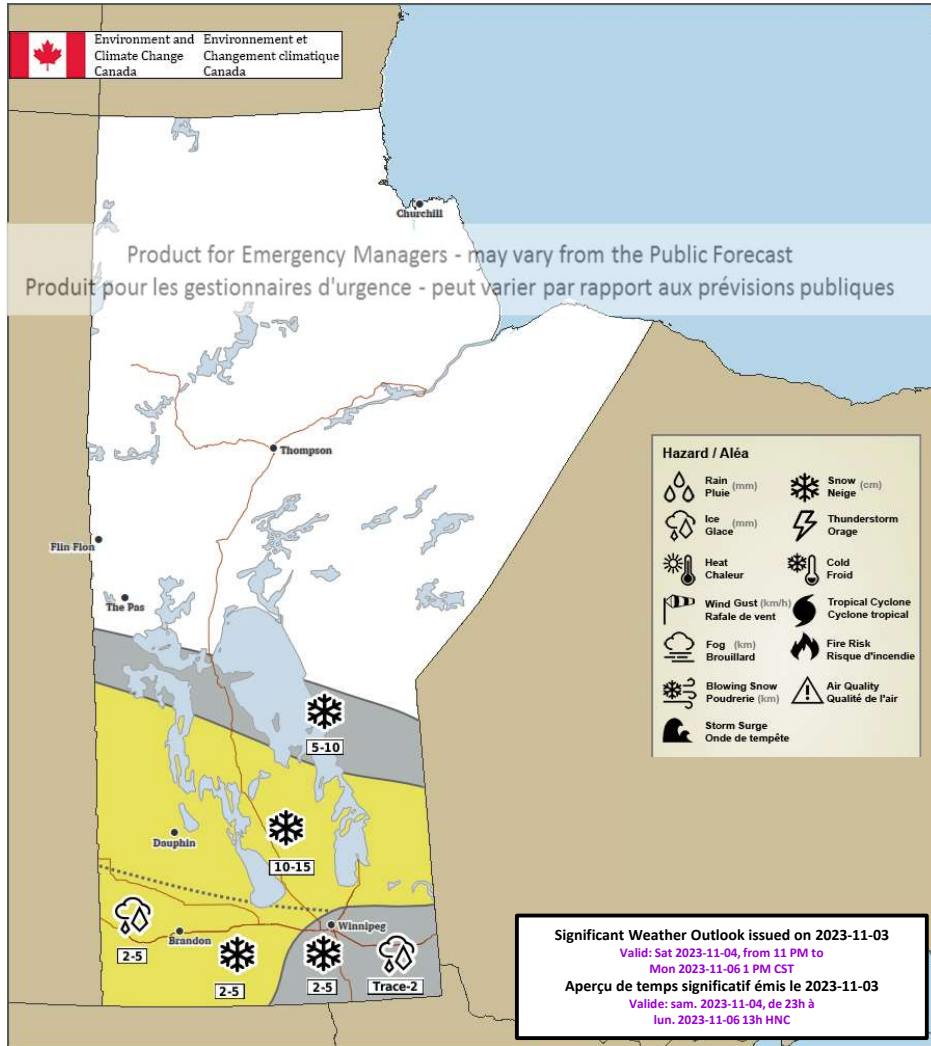 Environment and
Climate Change
Canada
Environnement et
Changement climatique
Canada
Churchill
Product for Emergency Managers - may vary from the Public Forecast
Produit pour les gestionnaires d'urgence - peut varier par rapport aux prévisions publiques
Thompson
Flin Flon
The Pas
5-10
Dauphin
10-15
Winnipeg
Brandon
2-5
2-5
2-5
Trace-2
Hazard / Aléa
Rain (mm)
Pluie
Snow (cm)
Neige
Ice (mm)
Glace
Thunderstorm
Orage
Heat
Chaleur
Cold
Froid
Wind Gust (km/h)
Rafale de vent
Tropical Cyclone
Cyclone tropical
Fog (km)
Brouillard
Fire Risk
Risque d'incendie
Blowing Snow
Poudrerie (km)
Air Quality
Qualité de l'air
Storm Surge
Onde de tempête
Significant Weather Outlook issued on 2023-11-03
Valid: Sat 2023-11-04, from 11 PM to
Mon 2023-11-06 1 PM CST
Aperçu de temps significatif émis le 2023-11-03
Valide: sam. 2023-11-04, de 23h à
lun. 2023-11-06 13h HNC